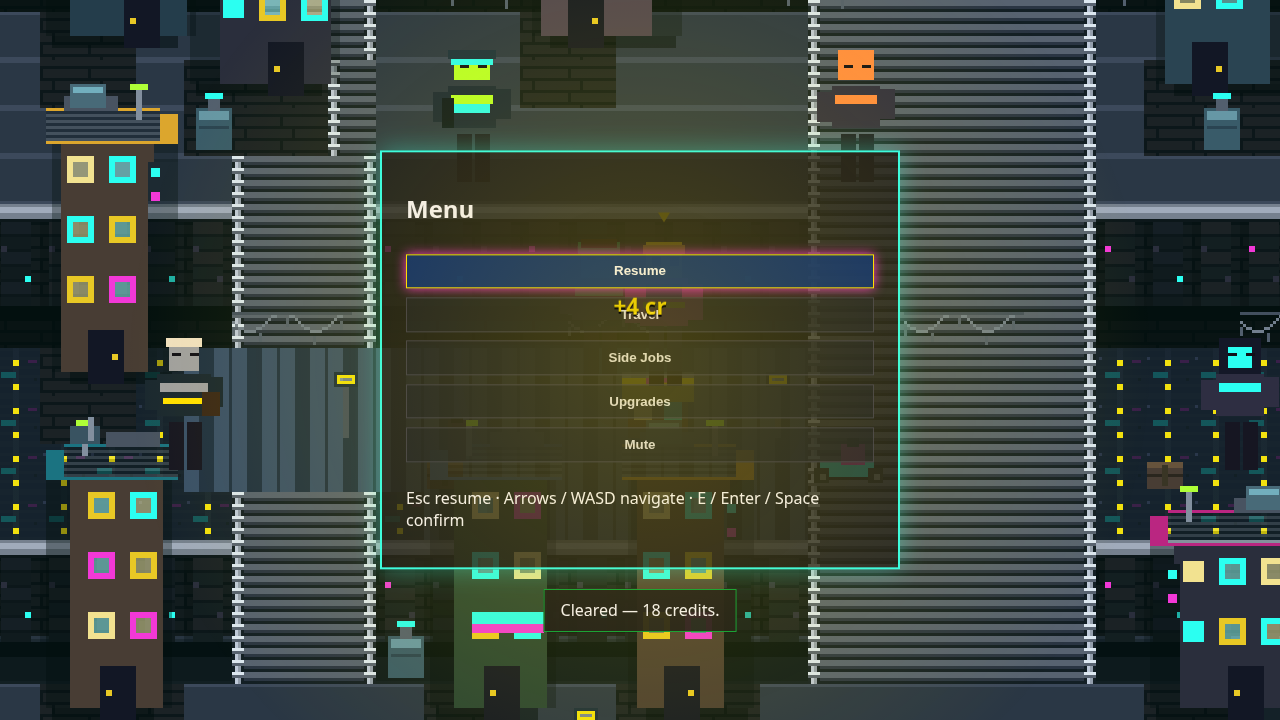 Menu
Resume
+4 cr
Travel
Side Jobs
Upgrades
Mute
Esc resume · Arrows / WASD navigate · E / Enter / Space
confirm
Cleared — 18 credits.